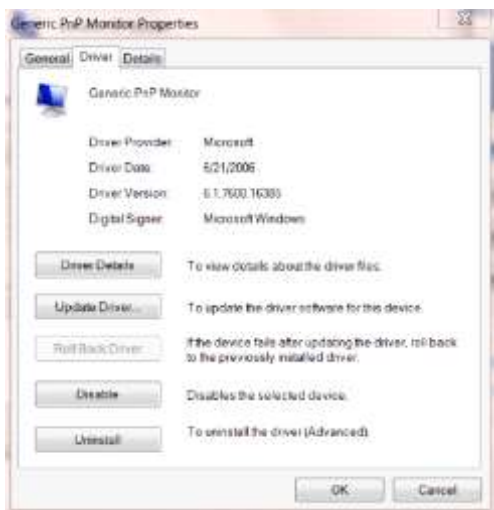 Generic PnP Monitor Properties
General Driver Details
Generic PnP Monitor
Driver Provider: Microsoft
Driver Date: 6/21/2006
Driver Version: 6.1.7600.16385
Digital Signer: Microsoft Windows
Driver Details To view details about the driver files.
Update Driver... To update the driver software for this device.
Roll Back Driver If the device fails after updating the driver, roll back
to the previously installed driver.
Disable Disables the selected device.
Uninstall To uninstall the driver (Advanced).
OK Cancel